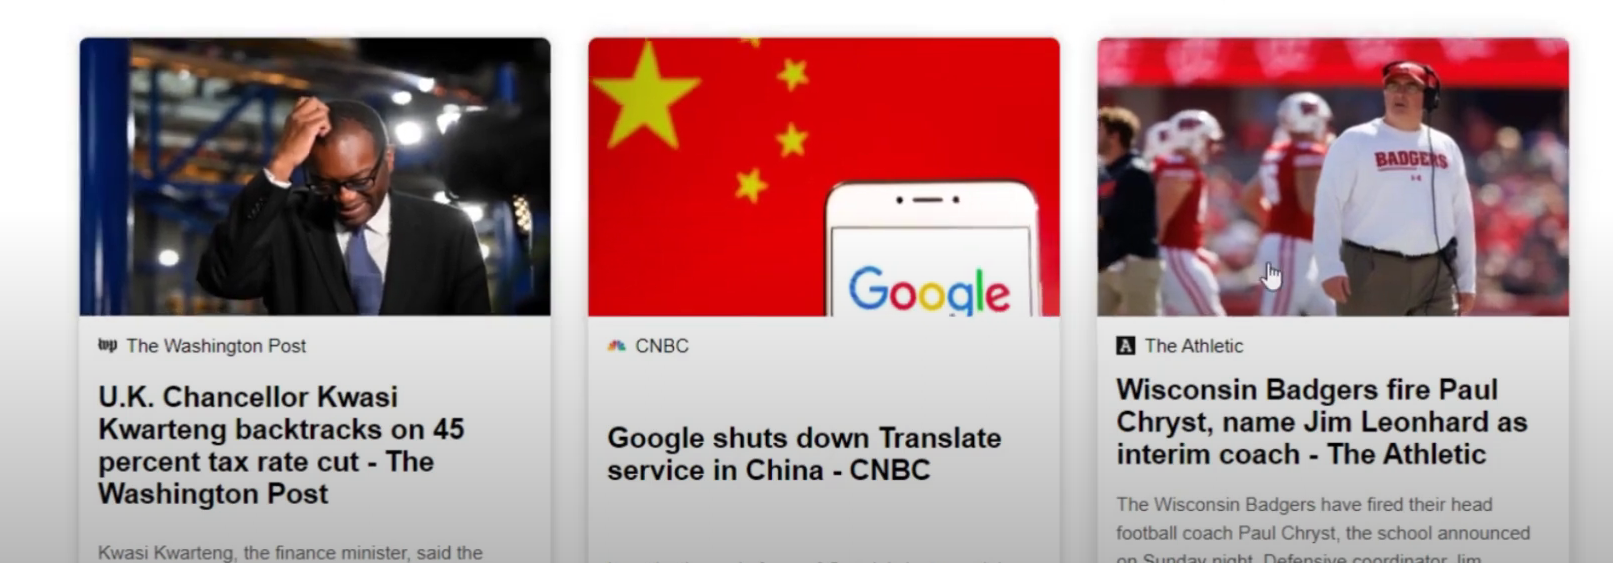 BADGERS
Google
wp The Washington Post
U.K. Chancellor Kwasi
Kwarteng backtracks on 45
percent tax rate cut - The
Washington Post
Kwasi Kwarteng, the finance minister, said the
CNBC
Google shuts down Translate
service in China - CNBC
A The Athletic
Wisconsin Badgers fire Paul
Chryst, name Jim Leonhard as
interim coach - The Athletic
The Wisconsin Badgers have fired their head
football coach Paul Chryst, the school announced
on Sunday night. Defensive coordinator Jim